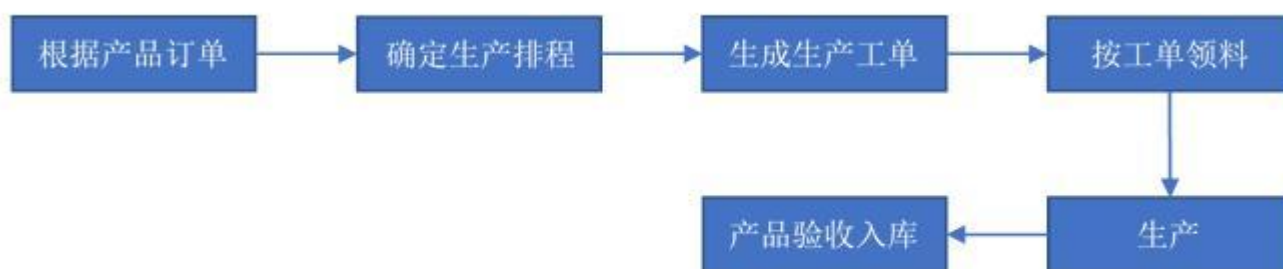 根据产品订单
确定生产排程
生成生产工单
按工单领料
生产
产品验收入库